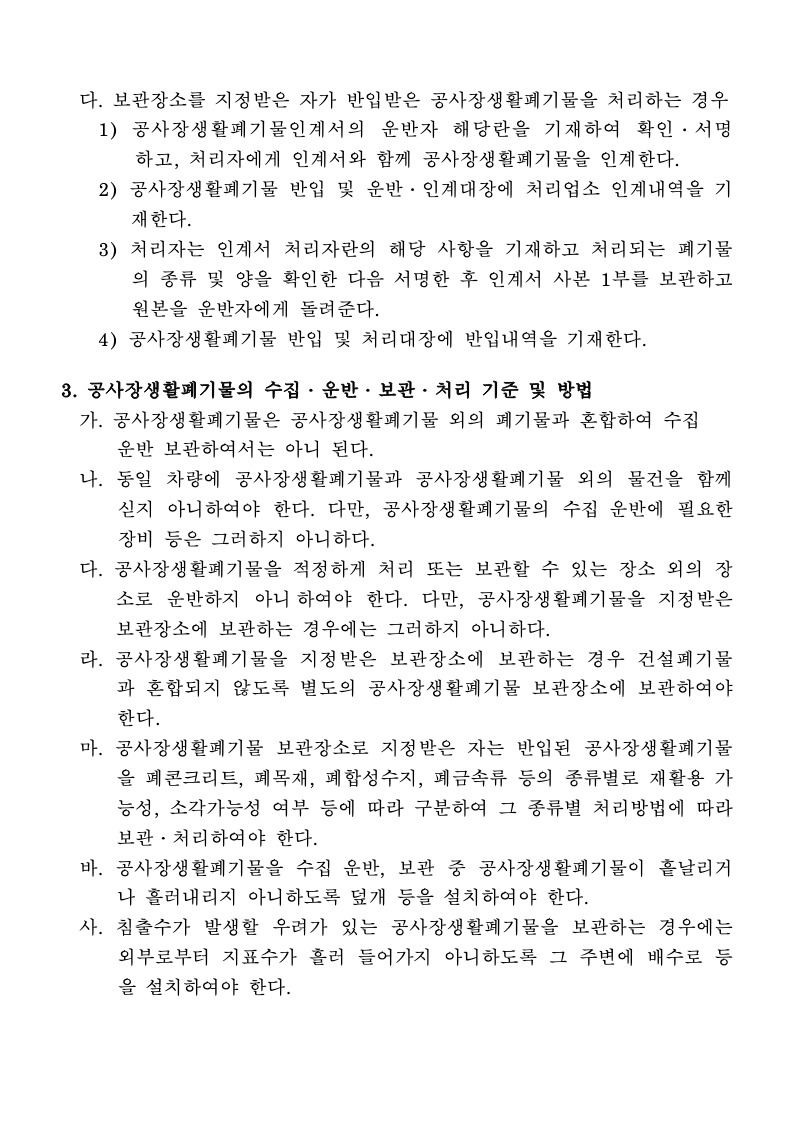 다. 보관장소를 지정받은 자가 반입받은 공사장생활폐기물을 처리하는 경우
1) 공사장생활폐기물인계서의 운반자 해당란을 기재하여 확인·서명
하고, 처리자에게 인계서와 함께 공사장생활폐기물을 인계한다.
2) 공사장생활폐기물 반입 및 운반·인계대장에 처리업소 인계내역을 기
재한다.
3) 처리자는 인계서 처리자란의 해당 사항을 기재하고 처리되는 폐기물
의 종류 및 양을 확인한 다음 서명한 후 인계서 사본 1부를 보관하고
원본을 운반자에게 돌려준다.
4) 공사장생활폐기물 반입 및 처리대장에 반입내역을 기재한다.
3. 공사장생활폐기물의 수집·운반·보관·처리 기준 및 방법
가. 공사장생활폐기물은 공사장생활폐기물 외의 폐기물과 혼합하여 수집
운반 보관하여서는 아니 된다.
나. 동일 차량에 공사장생활폐기물과 공사장생활폐기물 외의 물건을 함께
싣지 아니하여야 한다. 다만, 공사장생활폐기물의 수집 운반에 필요한
장비 등은 그러하지 아니하다.
다. 공사장생활폐기물을 적정하게 처리 또는 보관할 수 있는 장소 외의 장
소로 운반하지 아니하여야 한다. 다만, 공사장생활폐기물을 지정받은
보관장소에 보관하는 경우에는 그러하지 아니하다.
라. 공사장생활폐기물을 지정받은 보관장소에 보관하는 경우 건설폐기물
과 혼합되지 않도록 별도의 공사장생활폐기물 보관장소에 보관하여야
한다.
마. 공사장생활폐기물 보관장소로 지정받은 자는 반입된 공사장생활폐기물
을 폐콘크리트, 폐목재, 폐합성수지, 폐금속류 등의 종류별로 재활용 가
능성, 소각가능성 여부 등에 따라 구분하여 그 종류별 처리방법에 따라
보관·처리하여야 한다.
바. 공사장생활폐기물을 수집 운반, 보관 중 공사장생활폐기물이 흩날리거
나 흘러내리지 아니하도록 덮개 등을 설치하여야 한다.
사. 침출수가 발생할 우려가 있는 공사장생활폐기물을 보관하는 경우에는
외부로부터 지표수가 흘러 들어가지 아니하도록 그 주변에 배수로 등
을 설치하여야 한다.